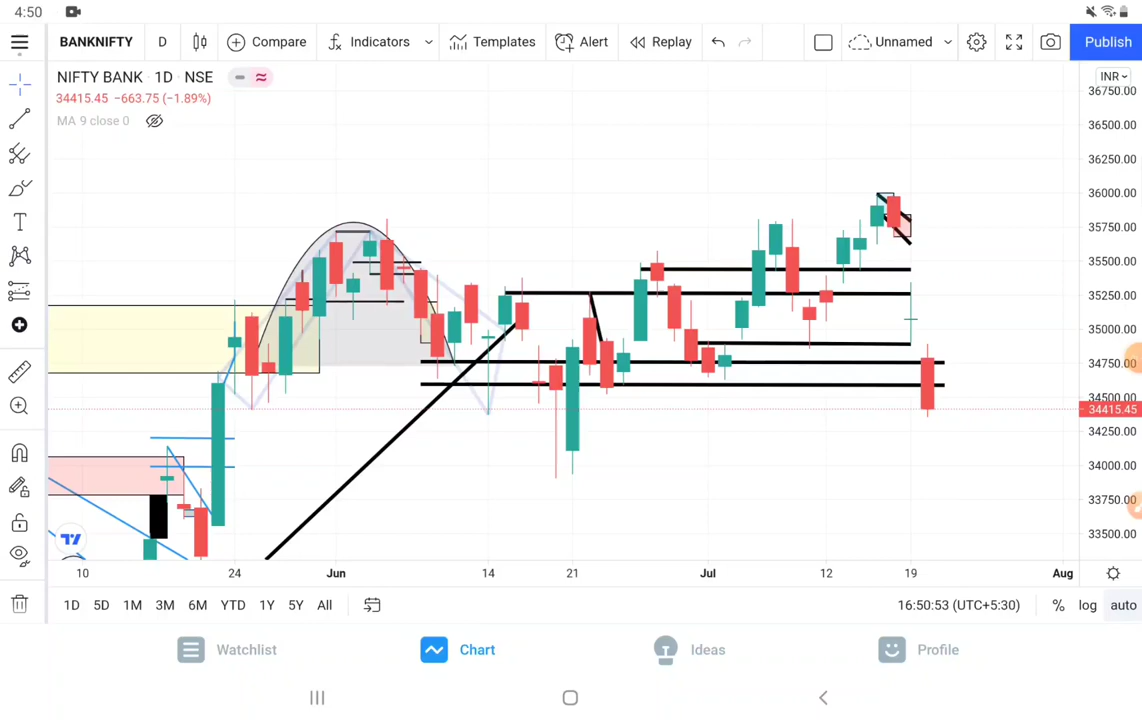 4:50
BANKNIFTY D Compare Indicators Templates Alert Replay Unnamed Publish
NIFTY BANK 1D NSE
34415.45 −663.75 (−1.89%)
MA 9 close 0
INR
36750.00
36500.00
36250.00
36000.00
35750.00
35500.00
35250.00
35000.00
34750.00
34500.00
34415.45
34250.00
34000.00
33750.00
33500.00
10 24 Jun 14 21 Jul 12 19 Aug
1D 5D 1M 3M 6M YTD 1Y 5Y All 16:50:53 (UTC+5:30) % log auto
Watchlist Chart Ideas Profile